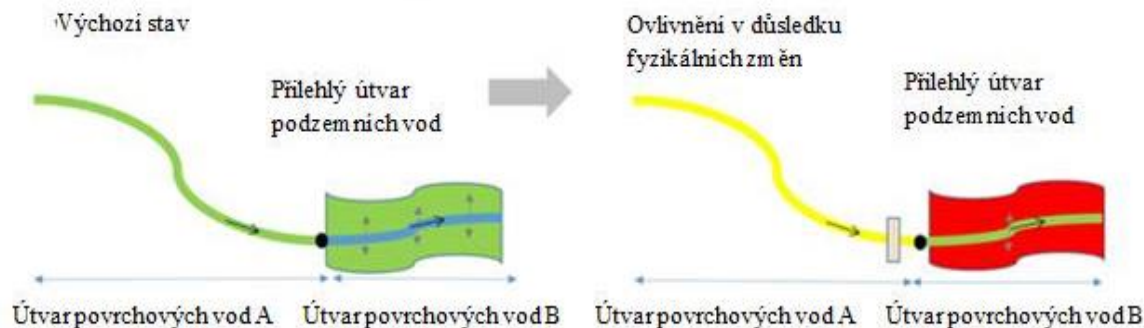 Výchozí stav
Přilehlý útvar
podzemních vod
Útvar povrchových vod A
Útvar povrchových vod B
Ovlivnění v důsledku
fyzikálních změn
Přilehlý útvar
podzemních vod
Útvar povrchových vod A
Útvar povrchových vod B